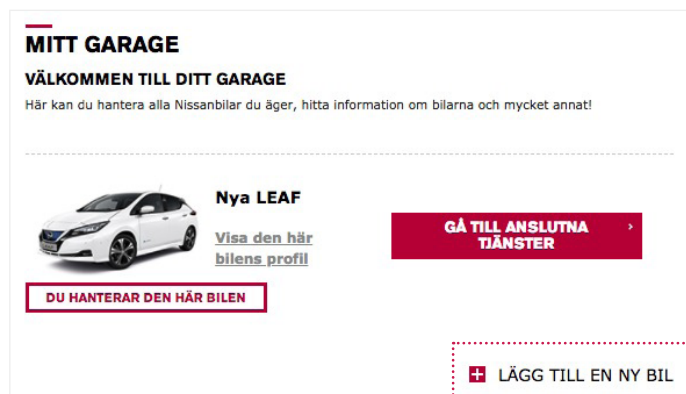 MITT GARAGE
VÄLKOMMEN TILL DITT GARAGE
Här kan du hantera alla Nissanbilar du äger, hitta information om bilarna och mycket annat!
Nya LEAF
Visa den här
bilens profil
GÅ TILL ANSLUTNA
TJÄNSTER
DU HANTERAR DEN HÄR BILEN
LÄGG TILL EN NY BIL